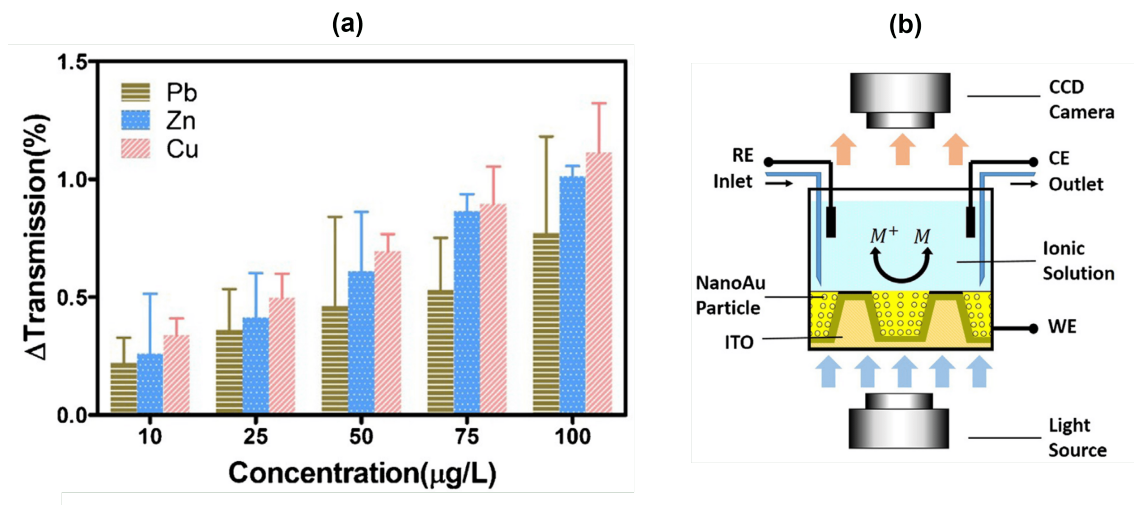 (a)
1.5
1.0
0.5
0.0
ΔTransmission(%)
Pb
Zn
Cu
10 25 50 75 100
Concentration(μg/L)
(b)
CCD
Camera
RE
CE
Inlet
Outlet
M⁺ M
Ionic
Solution
NanoAu
Particle
WE
ITO
Light
Source